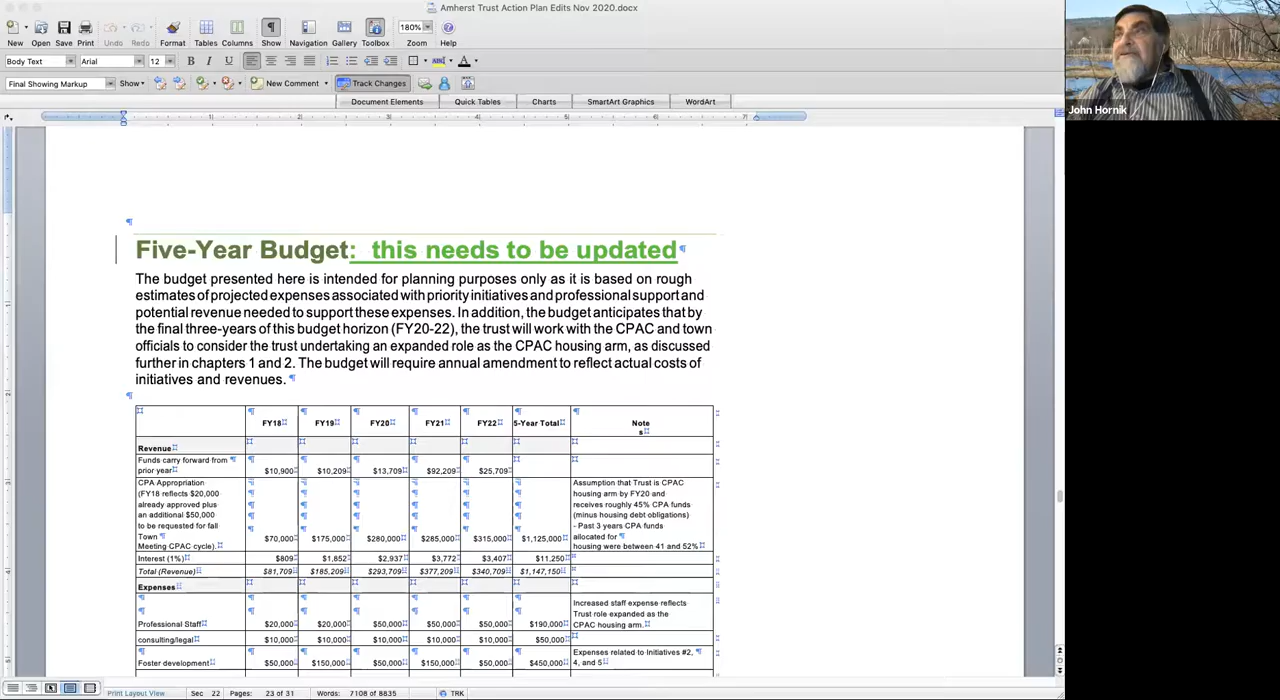 Amherst Trust Action Plan Edits Nov 2020.docx
New Open Save Print Undo Redo Format Tables Columns Show Navigation Gallery Toolbox 180% Zoom Help
Body Text Arial 12 B I U
Final Showing Markup Show New Comment Track Changes
Document Elements Quick Tables Charts SmartArt Graphics WordArt
John Hornik
Five-Year Budget: this needs to be updated
The budget presented here is intended for planning purposes only as it is based on rough
estimates of projected expenses associated with priority initiatives and professional support and
potential revenue needed to support these expenses. In addition, the budget anticipates that by
the final three-years of this budget horizon (FY20-22), the trust will work with the CPAC and town
officials to consider the trust undertaking an expanded role as the CPAC housing arm, as discussed
further in chapters 1 and 2. The budget will require annual amendment to reflect actual costs of
initiatives and revenues.
FY18 FY19 FY20 FY21 FY22 5-Year Total Note
s
Revenue
Funds carry forward from
prior year $10,900 $10,209 $13,709 $92,209 $25,709
CPA Appropriation
(FY18 reflects $20,000
already approved plus
an additional $50,000
to be requested for fall
Town
Meeting CPAC cycle). $70,000 $175,000 $280,000 $285,000 $315,000 $1,125,000
Assumption that Trust is CPAC
housing arm by FY20 and
receives roughly 45% CPA funds
(minus housing debt obligations)
- Past 3 years CPA funds
allocated for
housing were between 41 and 52%
Interest (1%) $809 $1,852 $2,937 $3,772 $3,407 $11,250
Total (Revenue) $81,709 $185,209 $293,709 $377,209 $340,709 $1,147,150
Expenses
Professional Staff $20,000 $20,000 $50,000 $50,000 $50,000 $190,000
Increased staff expense reflects
Trust role expanded as the
CPAC housing arm.
consulting/legal $10,000 $10,000 $10,000 $10,000 $10,000 $50,000
Foster development $50,000 $150,000 $50,000 $150,000 $50,000 $450,000
Expenses related to Initiatives #2,
4, and 5
Print Layout View Sec 22 Pages: 23 of 31 Words: 7108 of 8835 TRK